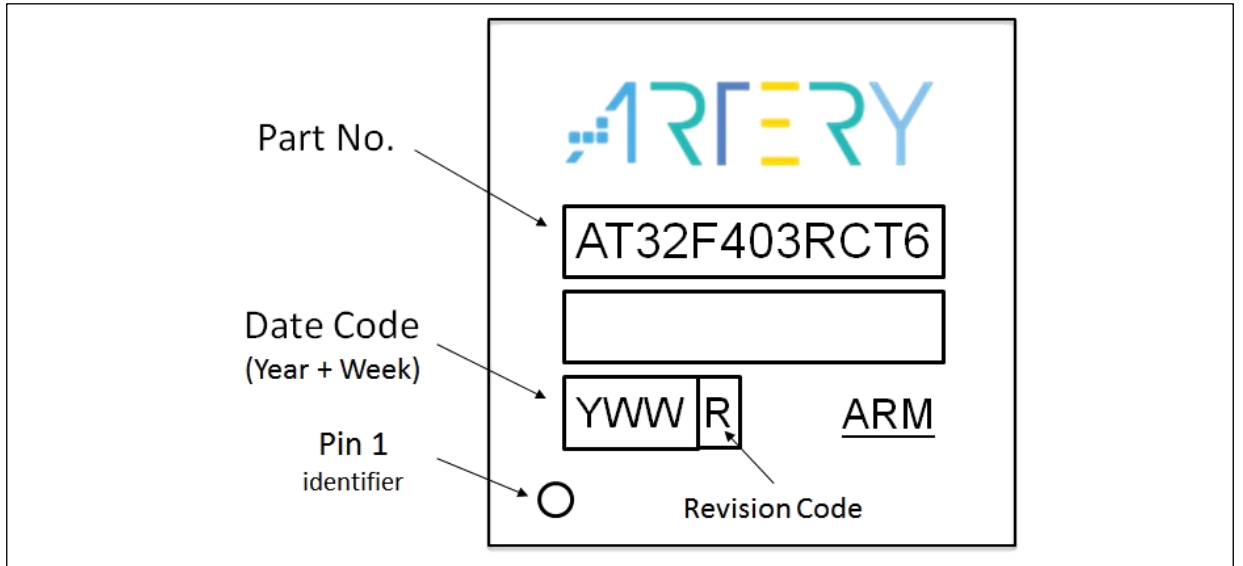 ARTERY
Part No.
AT32F403RCT6
Date Code
(Year + Week)
YWW R ARM
Pin 1
identifier
Revision Code